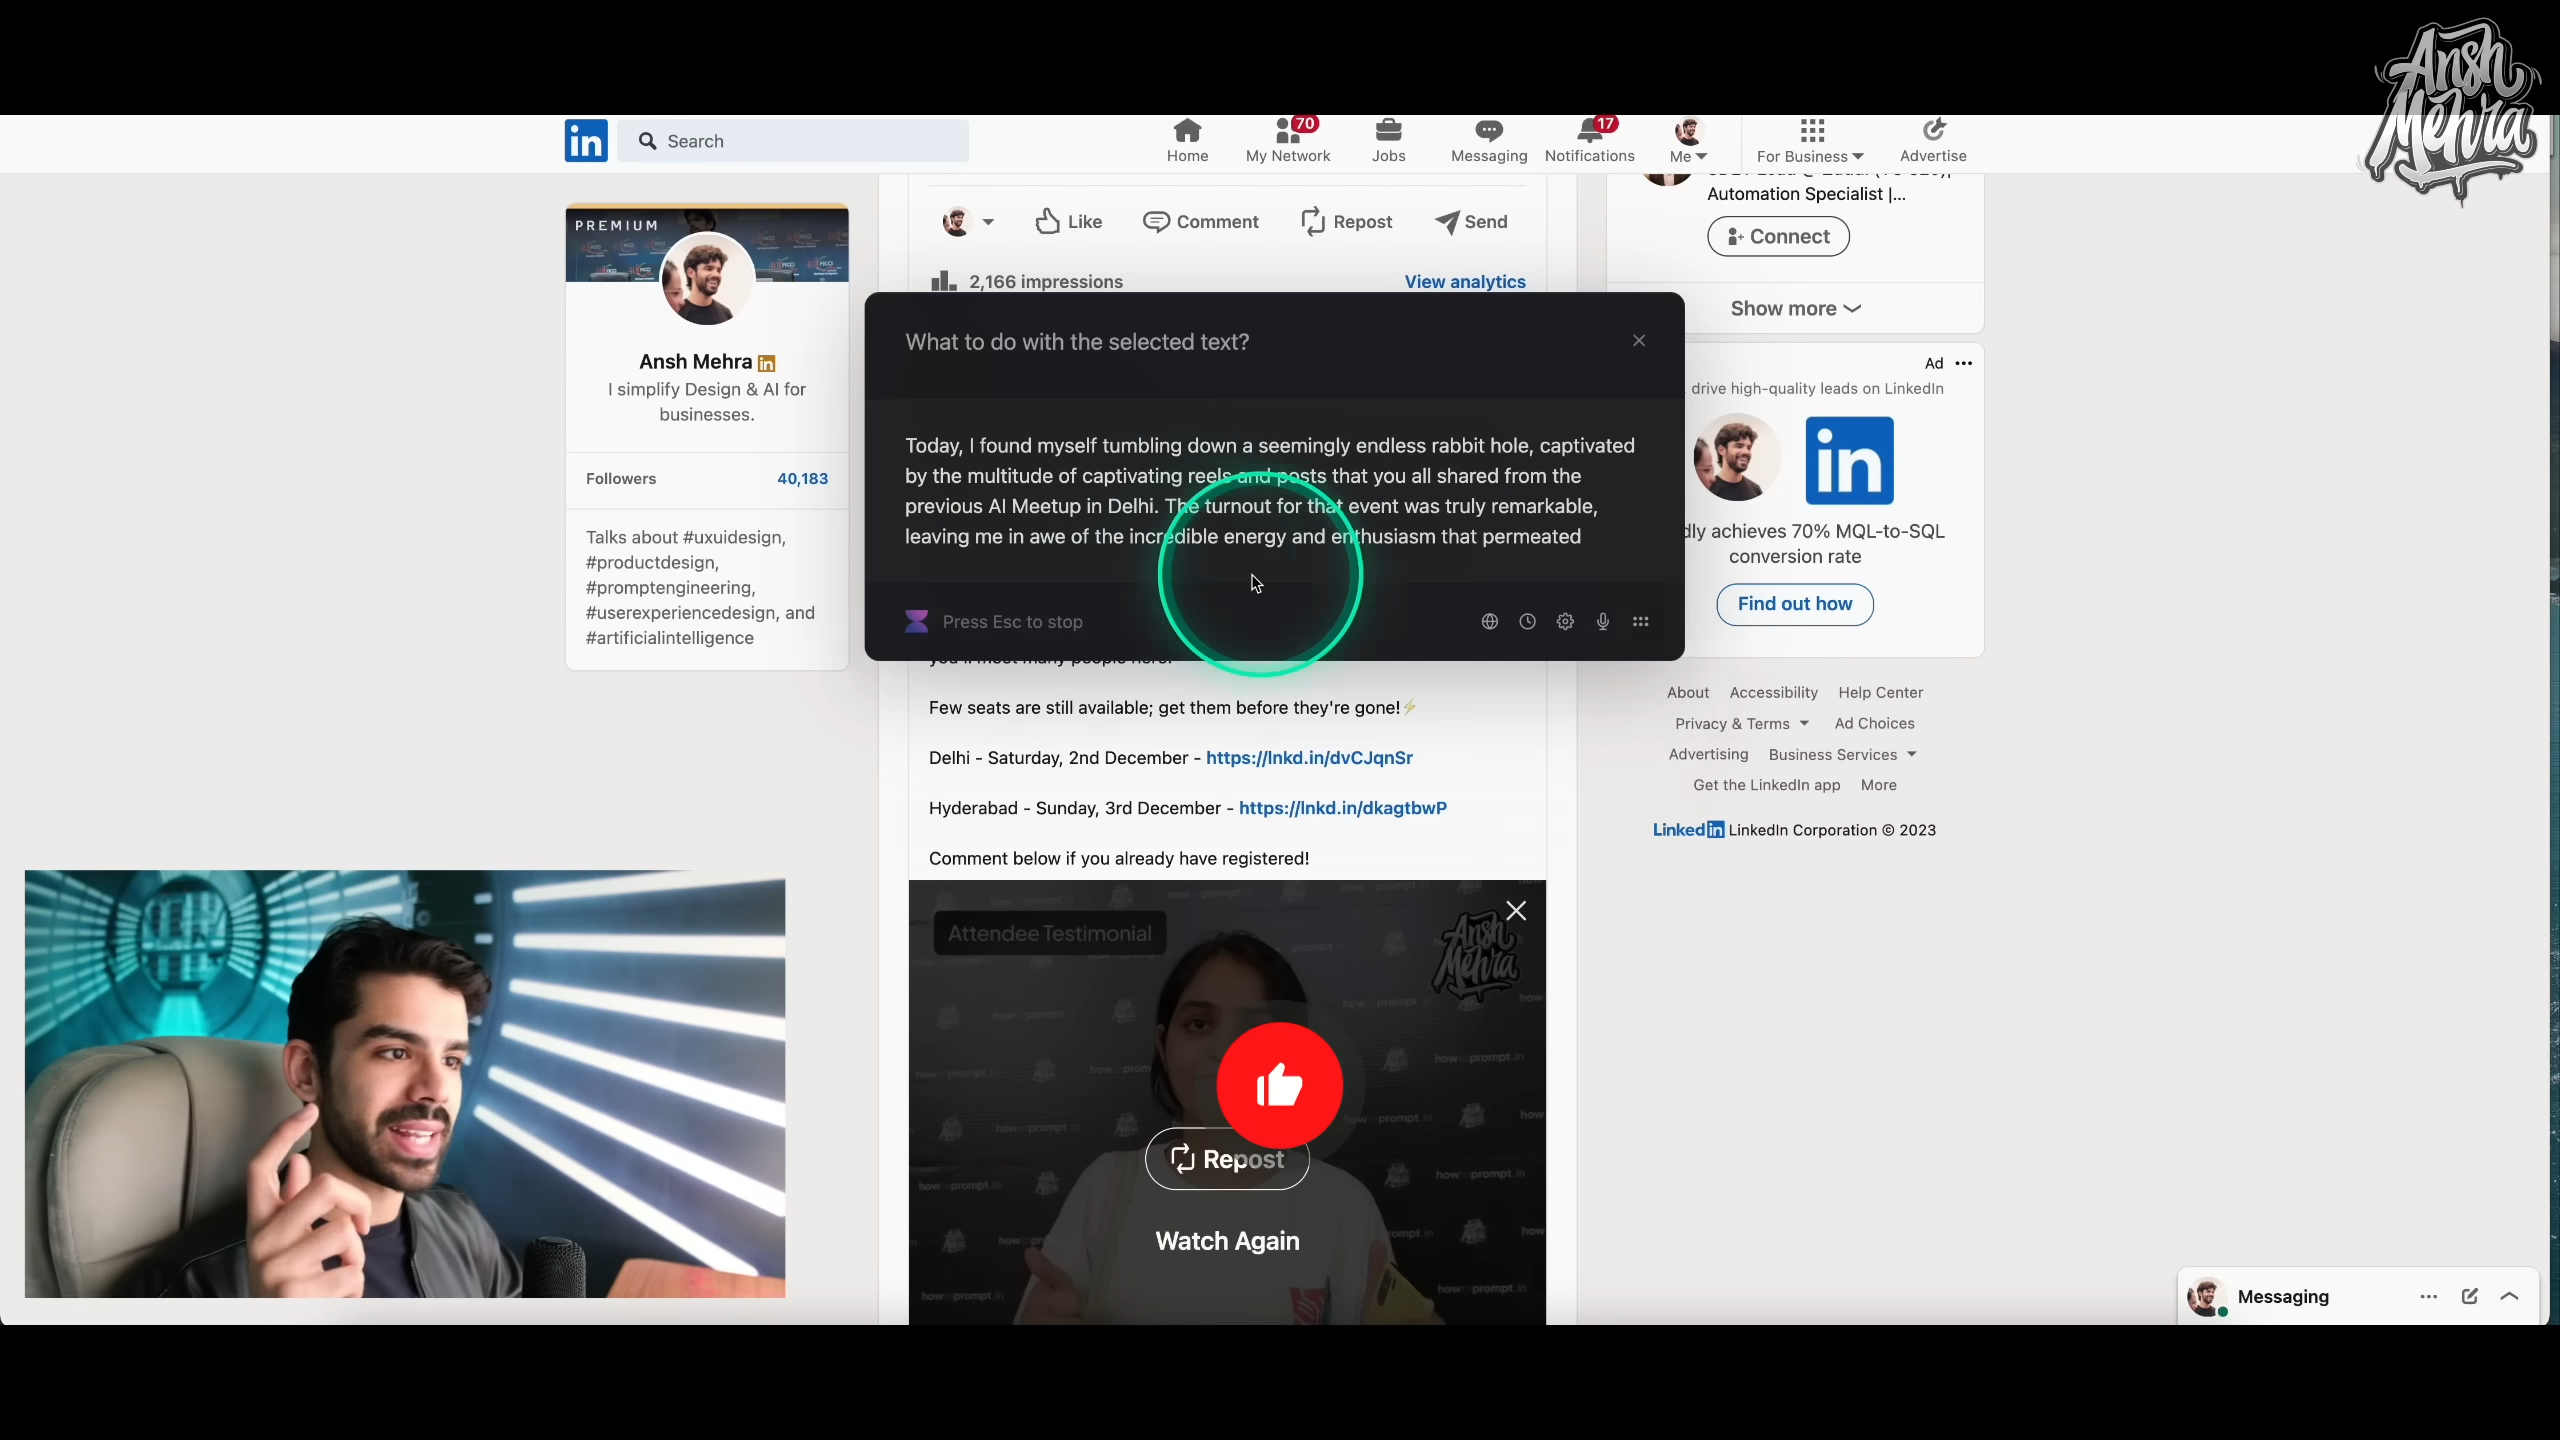 Ansh
Mehra
in
Search
Home
70
My Network
Jobs
Messaging
17
Notifications
Me
For Business
Advertise
PREMIUM
Ansh Mehra in
I simplify Design & AI for
businesses.
Followers 40,183
Talks about #uxuidesign,
#productdesign,
#promptengineering,
#userexperiencedesign, and
#artificialintelligence
Like Comment Repost Send
2,166 impressions View analytics
What to do with the selected text?
Today, I found myself tumbling down a seemingly endless rabbit hole, captivated
by the multitude of captivating reels and posts that you all shared from the
previous AI Meetup in Delhi. The turnout for that event was truly remarkable,
leaving me in awe of the incredible energy and enthusiasm that permeated
Press Esc to stop
Few seats are still available; get them before they're gone!⚡
Delhi - Saturday, 2nd December - https://lnkd.in/dvCJqnSr
Hyderabad - Sunday, 3rd December - https://lnkd.in/dkagtbwP
Comment below if you already have registered!
Attendee Testimonial
Ansh
Mehra
Repost
Watch Again
Automation Specialist |...
Connect
Show more
Ad
drive high-quality leads on LinkedIn
in
achieves 70% MQL-to-SQL
conversion rate
Find out how
About Accessibility Help Center
Privacy & Terms Ad Choices
Advertising Business Services
Get the LinkedIn app More
Linkedin LinkedIn Corporation © 2023
Messaging